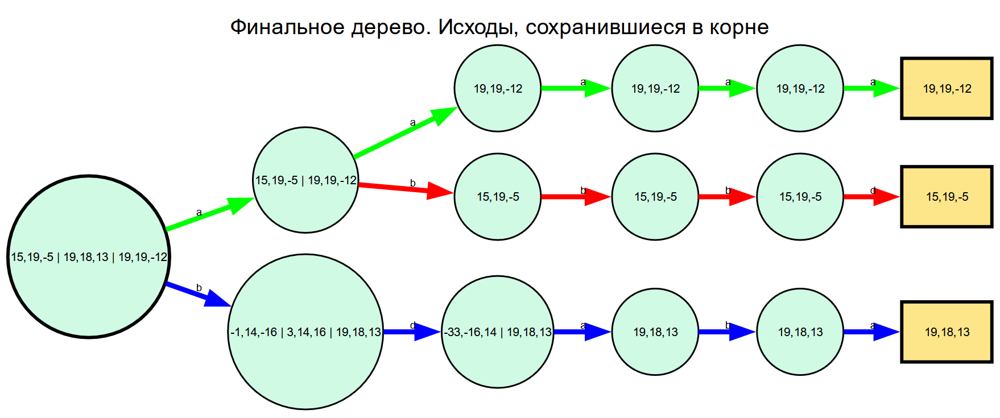 Финальное дерево. Исходы, сохранившиеся в корне
19,19,-12
a
19,19,-12
a
19,19,-12
a
19,19,-12
a
15,19,-5 | 19,19,-12
b
15,19,-5
b
15,19,-5
b
15,19,-5
d
15,19,-5
a
15,19,-5 | 19,18,13 | 19,19,-12
b
-1,14,-16 | 3,14,16 | 19,18,13
d
-33,-16,14 | 19,18,13
a
19,18,13
b
19,18,13
a
19,18,13